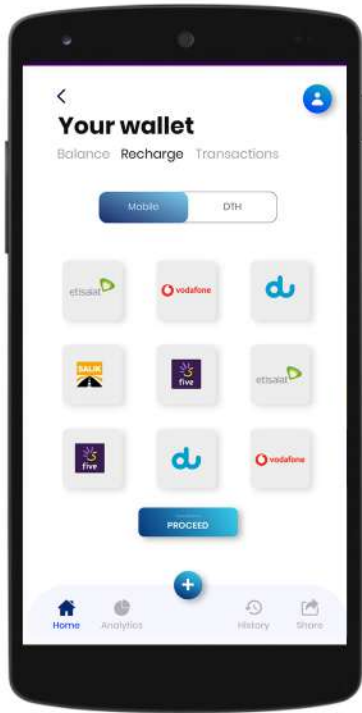 Your wallet
Balance Recharge Transactions
Mobile DTH
etisalat vodafone du
SALIK five etisalat
five du vodafone
PROCEED
Home Analytics History Share